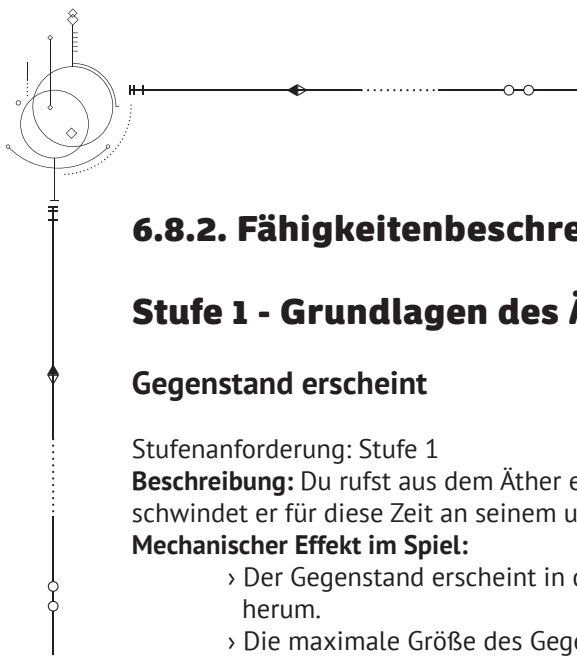 6.8.2. Fähigkeitenbeschre
Stufe 1 - Grundlagen des Ä
Gegenstand erscheint
Stufenanforderung: Stufe 1
Beschreibung: Du rufst aus dem Äther e
schwindet er für diese Zeit an seinem u
Mechanischer Effekt im Spiel:
› Der Gegenstand erscheint in d
herum.
› Die maximale Größe des Gege